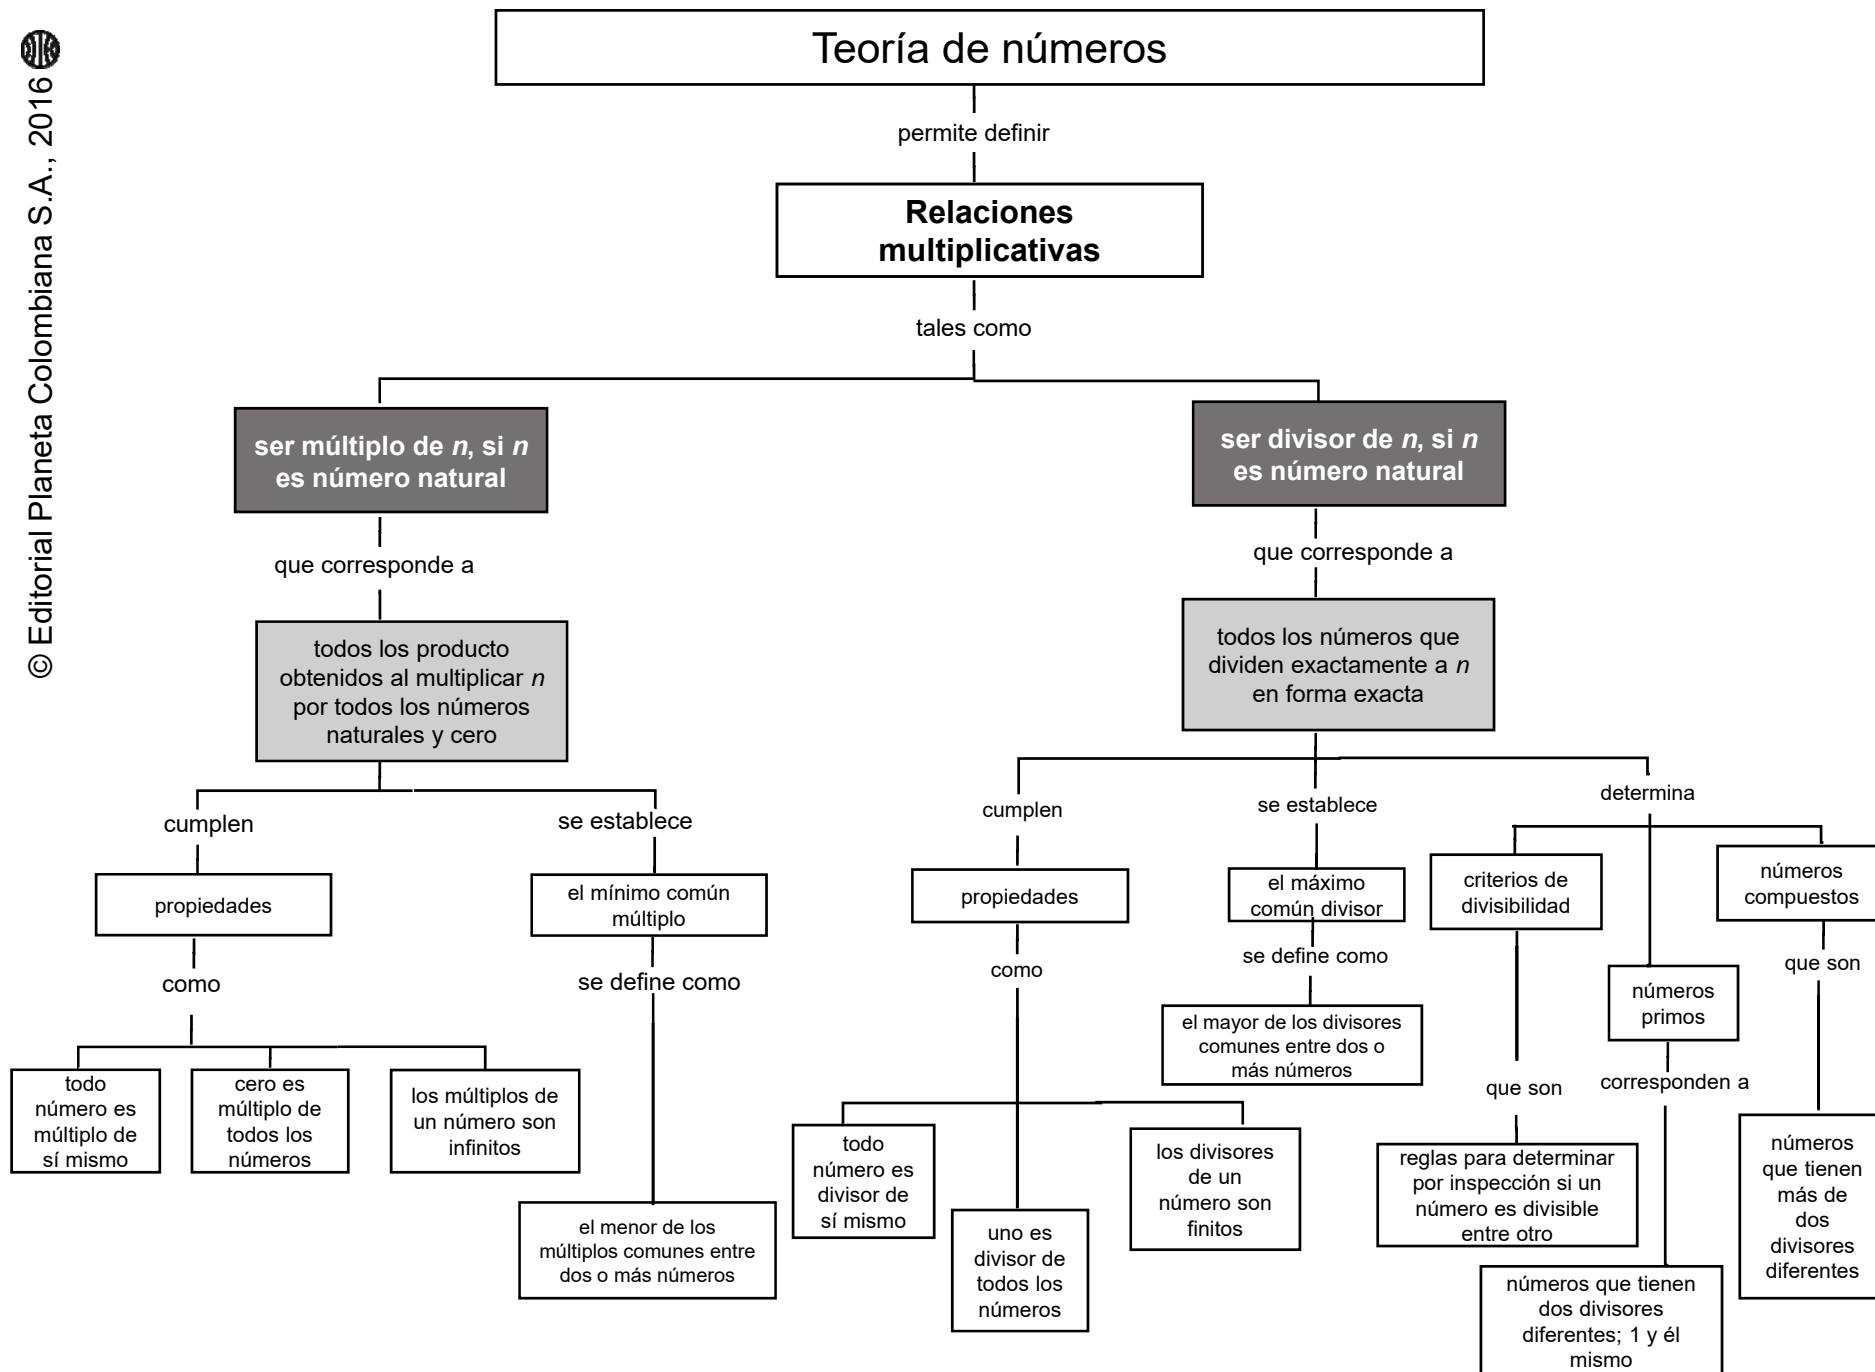 © Editorial Planeta Colombiana S.A., 2016
Teoría de números
permite definir
Relaciones
multiplicativas
tales como
ser múltiplo de n, si n
es número natural
que corresponde a
todos los producto
obtenidos al multiplicar n
por todos los números
naturales y cero
cumplen
propiedades
como
todo
número es
múltiplo de
sí mismo
cero es
múltiplo de
todos los
números
los múltiplos de
un número son
infinitos
se establece
el mínimo común
múltiplo
se define como
el menor de los
múltiplos comunes entre
dos o más números
ser divisor de n, si n
es número natural
que corresponde a
todos los números que
dividen exactamente a n
en forma exacta
cumplen
propiedades
como
todo
número es
divisor de
sí mismo
uno es
divisor de
todos los
números
los divisores
de un
número son
finitos
se establece
el máximo
común divisor
se define como
el mayor de los divisores
comunes entre dos o
más números
determina
criterios de
divisibilidad
que son
reglas para determinar
por inspección si un
número es divisible
entre otro
números
primos
corresponden a
números que tienen
dos divisores
diferentes; 1 y él
mismo
números
compuestos
que son
números
que tienen
más de
dos
divisores
diferentes